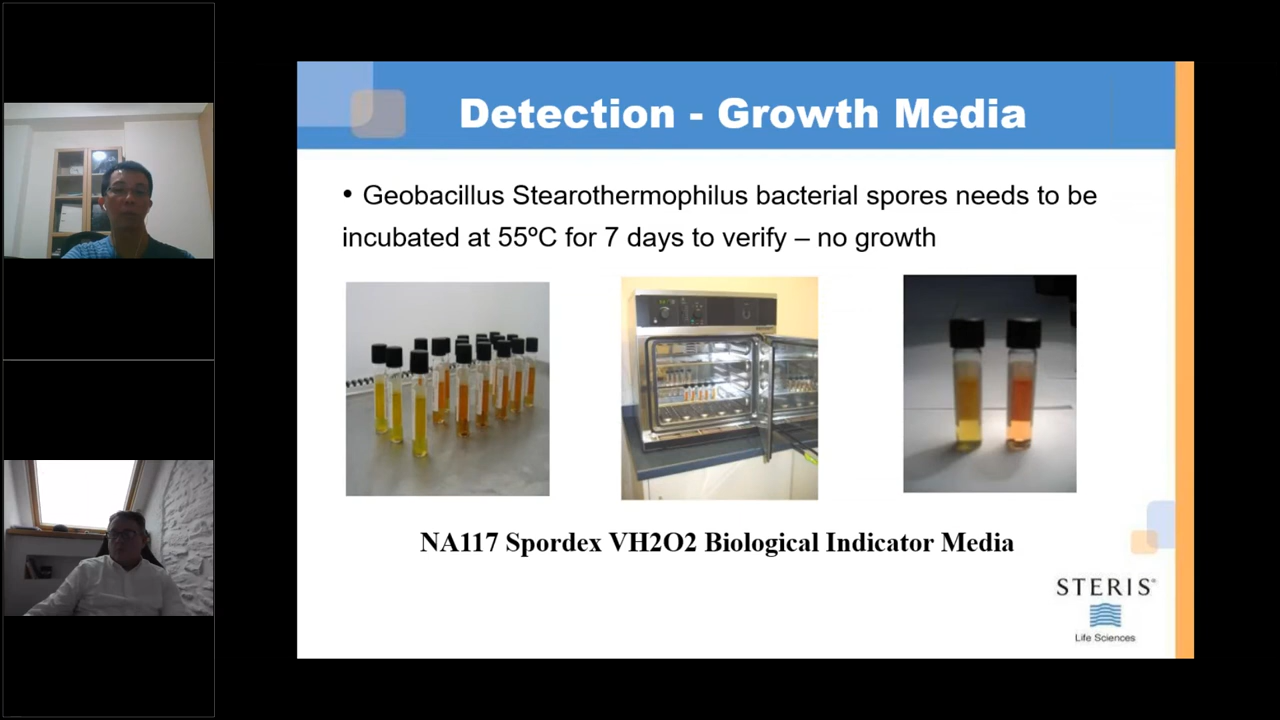 Detection - Growth Media
• Geobacillus Stearothermophilus bacterial spores needs to be
incubated at 55ºC for 7 days to verify – no growth
NA117 Spordex VH2O2 Biological Indicator Media
STERIS®
Life Sciences